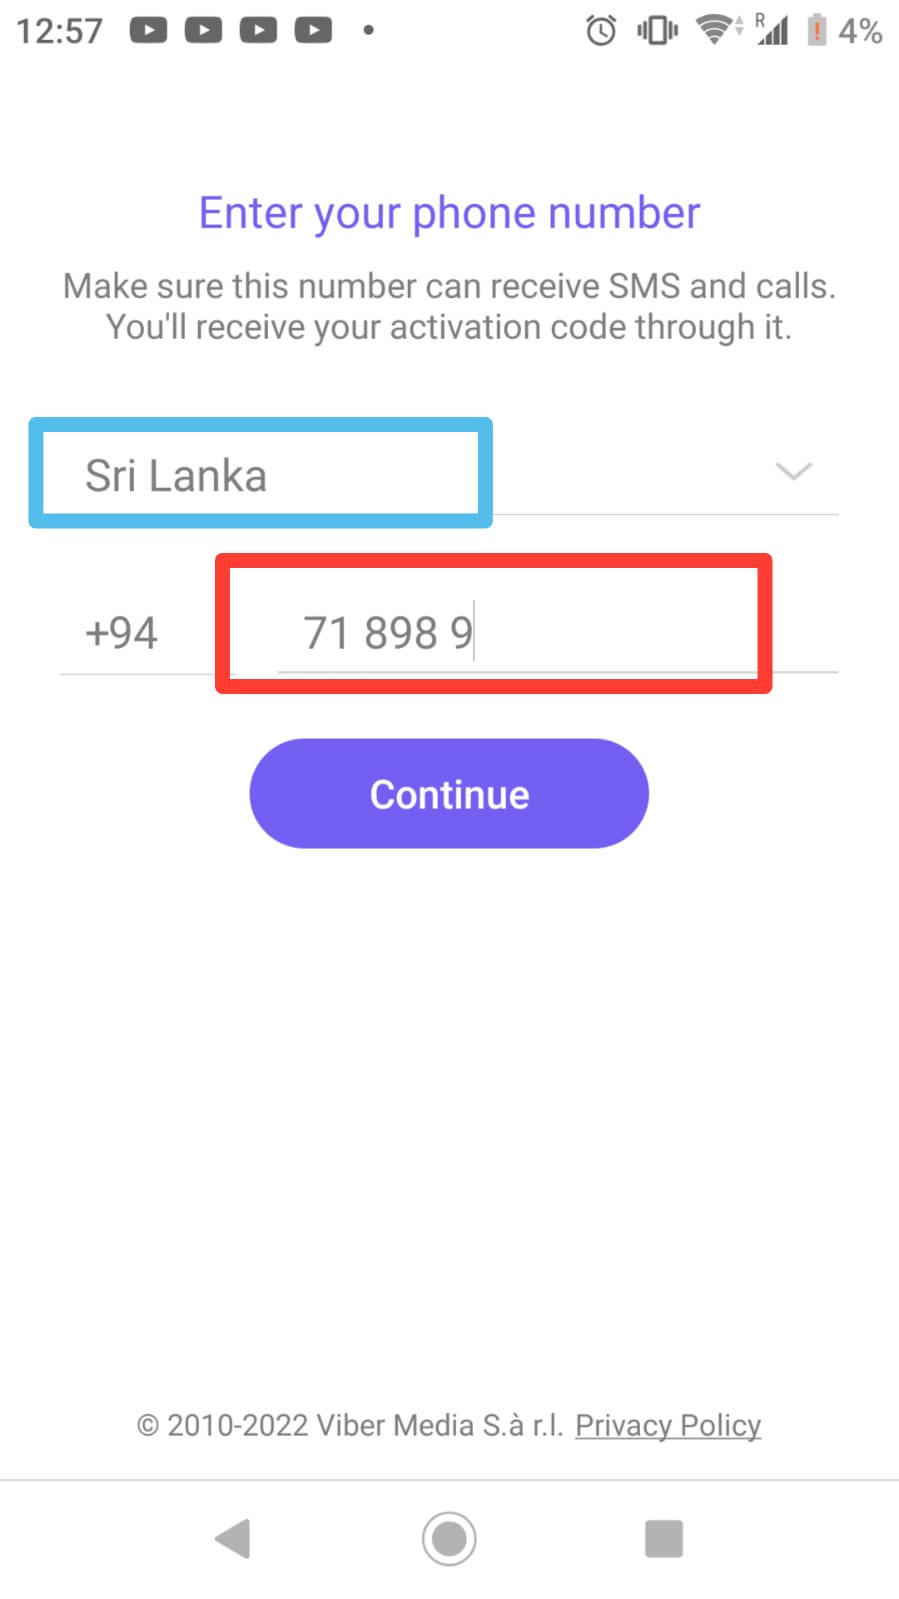 12:57 R 4%
Enter your phone number
Make sure this number can receive SMS and calls.
You'll receive your activation code through it.
Sri Lanka
+94 71 898 9
Continue
© 2010-2022 Viber Media S.à r.l. Privacy Policy